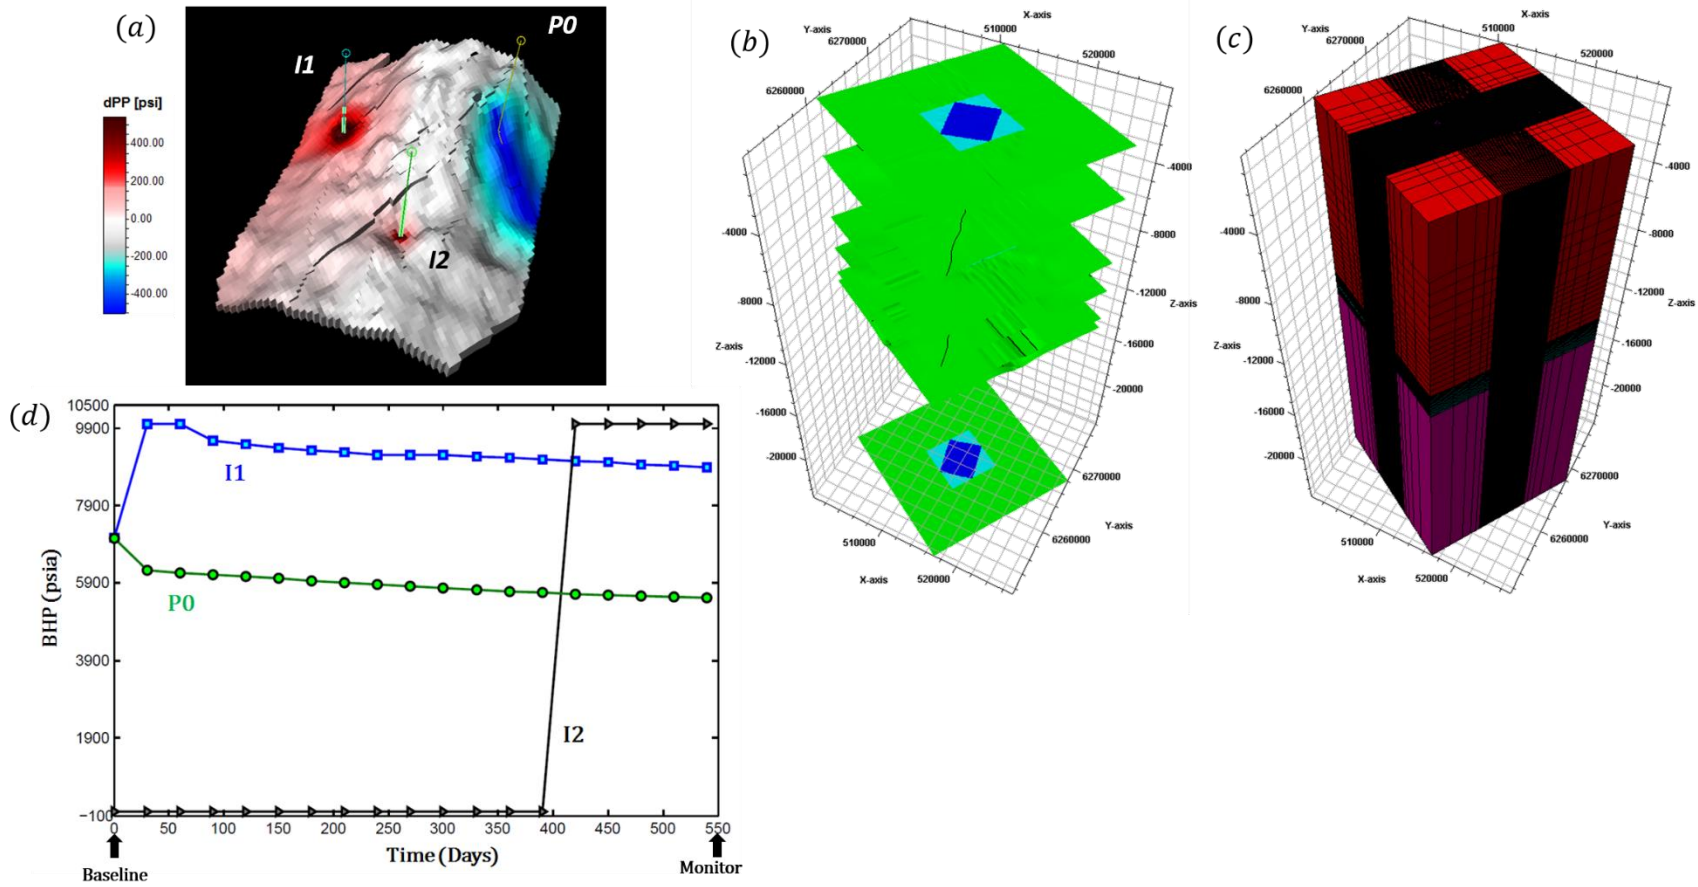 (a)
P0
I1
I2
dPP [psi]
400.00
200.00
0.00
-200.00
-400.00
(b)
X-axis
Y-axis
510000
6270000
520000
6260000
-4000
-4000
-8000
-8000
-12000
Z-axis
Z-axis
-12000
-16000
-16000
-20000
-20000
6270000
6260000
Y-axis
510000
520000
X-axis
(c)
X-axis
Y-axis
510000
6270000
520000
6260000
-4000
-4000
-8000
-8000
-12000
Z-axis
Z-axis
-12000
-16000
-16000
-20000
-20000
6270000
6260000
Y-axis
510000
520000
X-axis
(d)
10500
9900
7900
5900
3900
1900
−100
BHP (psia)
I1
P0
I2
0 50 100 150 200 250 300 350 400 450 500 550
Time (Days)
Baseline
Monitor